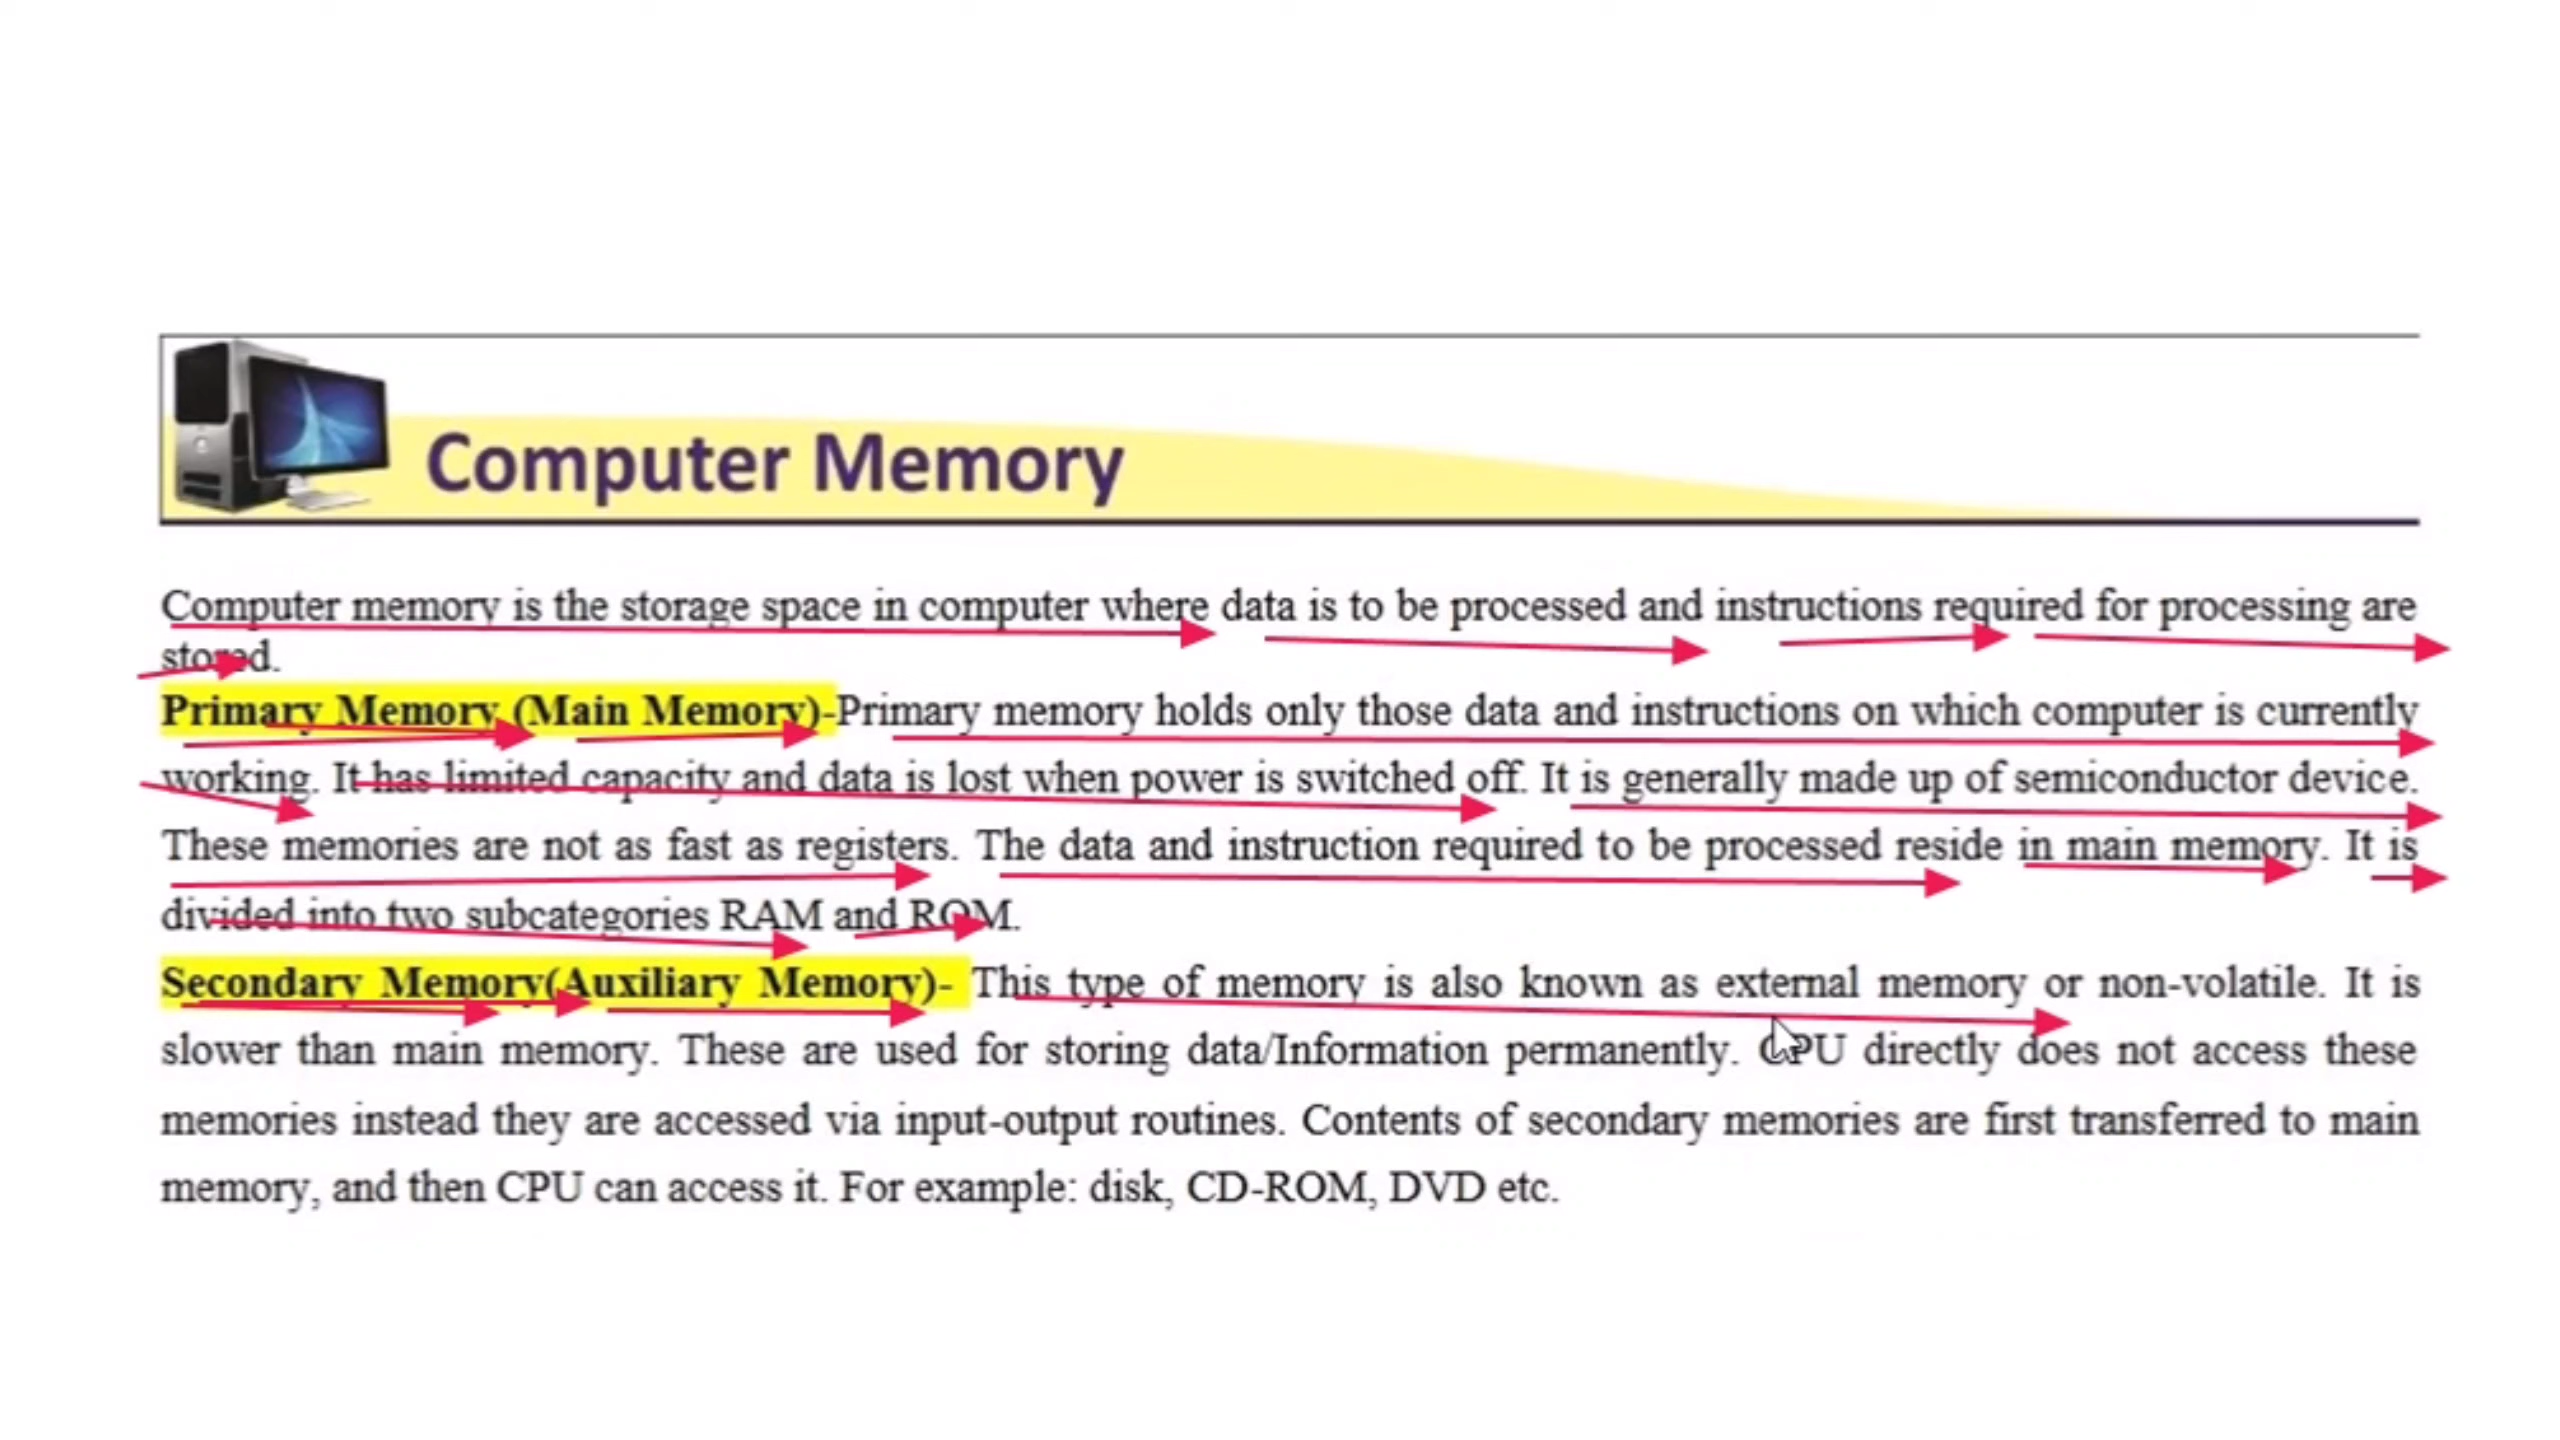 Computer Memory
Computer memory is the storage space in computer where data is to be processed and instructions required for processing are
stored.
Primary Memory (Main Memory)-Primary memory holds only those data and instructions on which computer is currently
working. It has limited capacity and data is lost when power is switched off. It is generally made up of semiconductor device.
These memories are not as fast as registers. The data and instruction required to be processed reside in main memory. It is
divided into two subcategories RAM and ROM.
Secondary Memory(Auxiliary Memory)- This type of memory is also known as external memory or non-volatile. It is
slower than main memory. These are used for storing data/Information permanently. CPU directly does not access these
memories instead they are accessed via input-output routines. Contents of secondary memories are first transferred to main
memory, and then CPU can access it. For example: disk, CD-ROM, DVD etc.